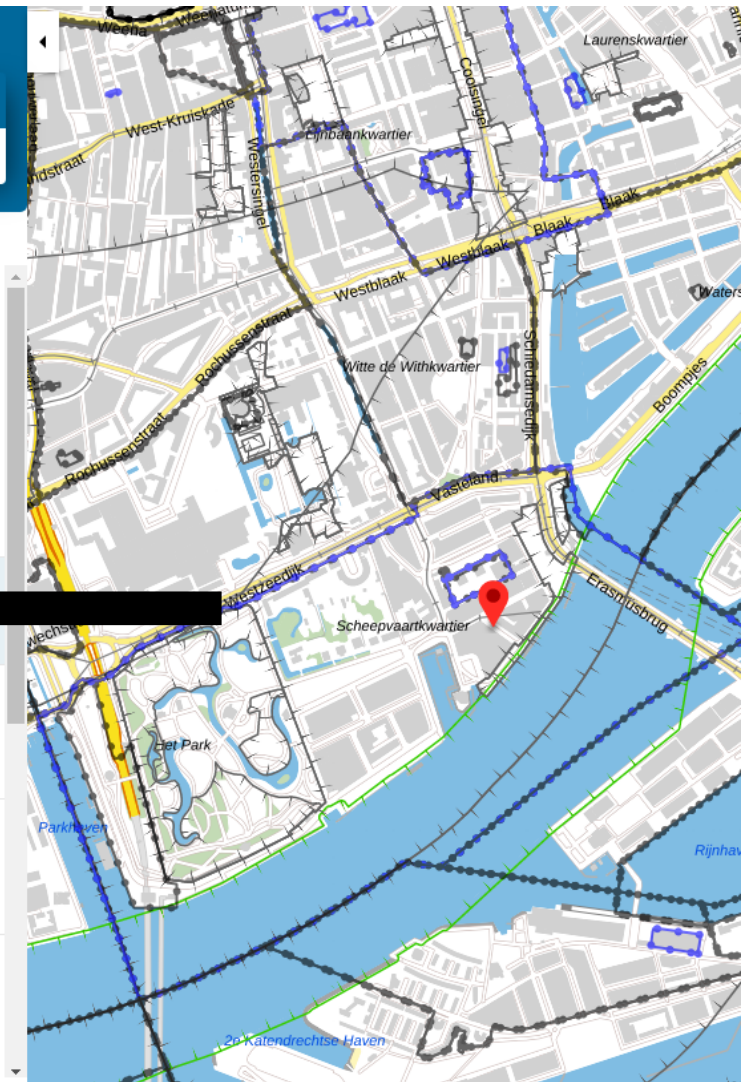 Weena
Laurenskwartier
Coolsingel
West-Kruiskade
Lijnbaankwartier
Westersingel
Blaak
Blaak
Westblaak
Westblaak
Rochussenstraat
Witte de Withkwartier
Schiedamsedijk
Boompjes
Rochussenstraat
Vasteland
Westzeedijk
Erasmusbrug
Scheepvaartkwartier
Het Park
Parkhaven
2e Katendrechtse Haven